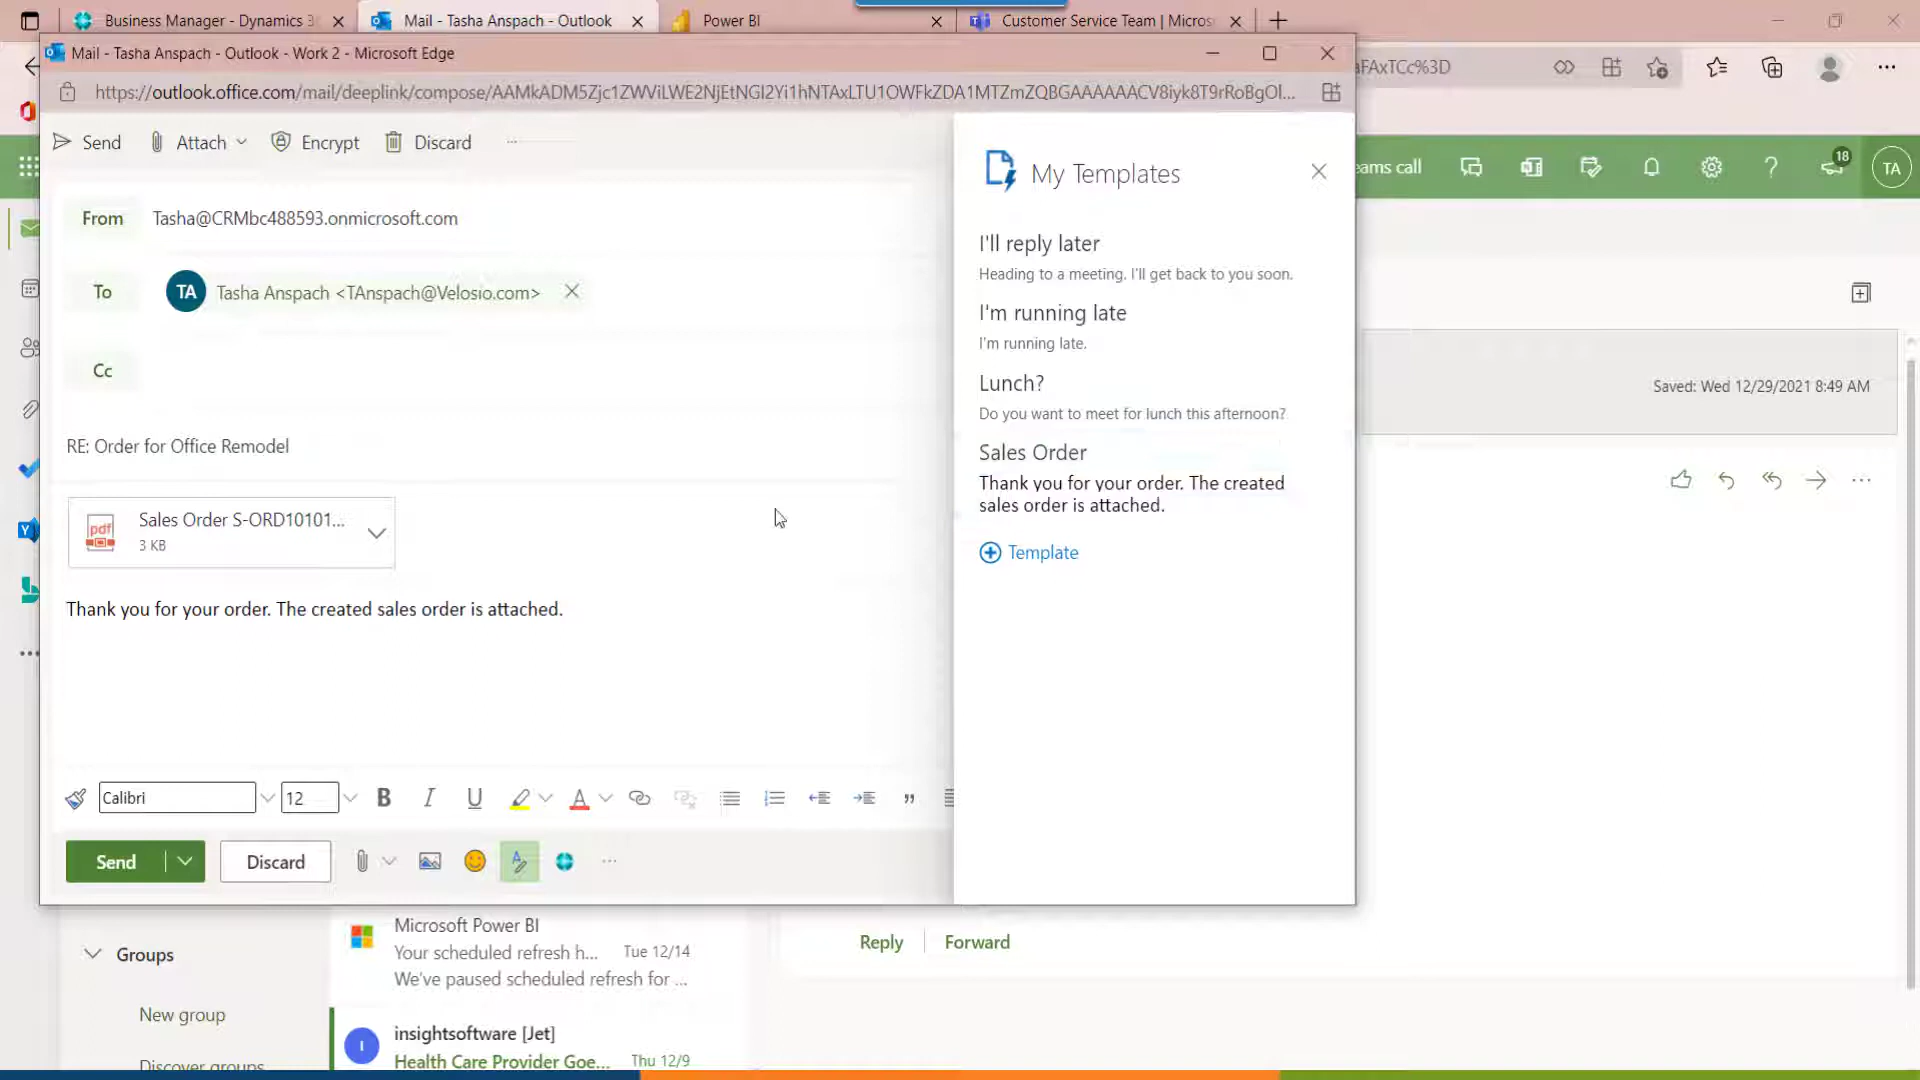 Business Manager - Dynamics 3
Mail - Tasha Anspach - Outlook
Power BI
Customer Service Team | Micros
Mail - Tasha Anspach - Outlook - Work 2 - Microsoft Edge
aFAxTCc%3D
https://outlook.office.com/mail/deeplink/compose/AAMkADM5Zjc1ZWViLWE2NjEtNGI2Yi1hNTAxLTU1OWFkZDA1MTZmZQBGAAAAAACV8iyk8T9rRoBgOl...
Send
Attach
Encrypt
Discard
...
My Templates
eams call
18
TA
From
Tasha@CRMbc488593.onmicrosoft.com
I'll reply later
Heading to a meeting. I'll get back to you soon.
To
TA
Tasha Anspach <TAnspach@Velosio.com>
I'm running late
I'm running late.
Cc
Lunch?
Do you want to meet for lunch this afternoon?
Saved: Wed 12/29/2021 8:49 AM
RE: Order for Office Remodel
Sales Order
Thank you for your order. The created
sales order is attached.
pdf
Sales Order S-ORD10101...
3 KB
Template
Thank you for your order. The created sales order is attached.
Calibri
12
B
I
U
A
Send
Discard
Microsoft Power BI
Your scheduled refresh h...
Tue 12/14
We've paused scheduled refresh for ...
Reply
Forward
Groups
New group
I
insightsoftware [Jet]
Health Care Provider Goe...
Thu 12/9
Discover groups